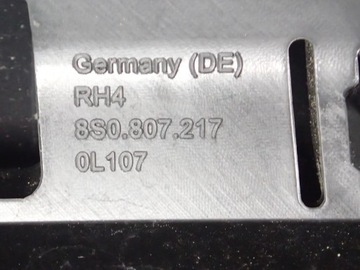 Germany (DE)
RH4
8S0.807.217
0L107